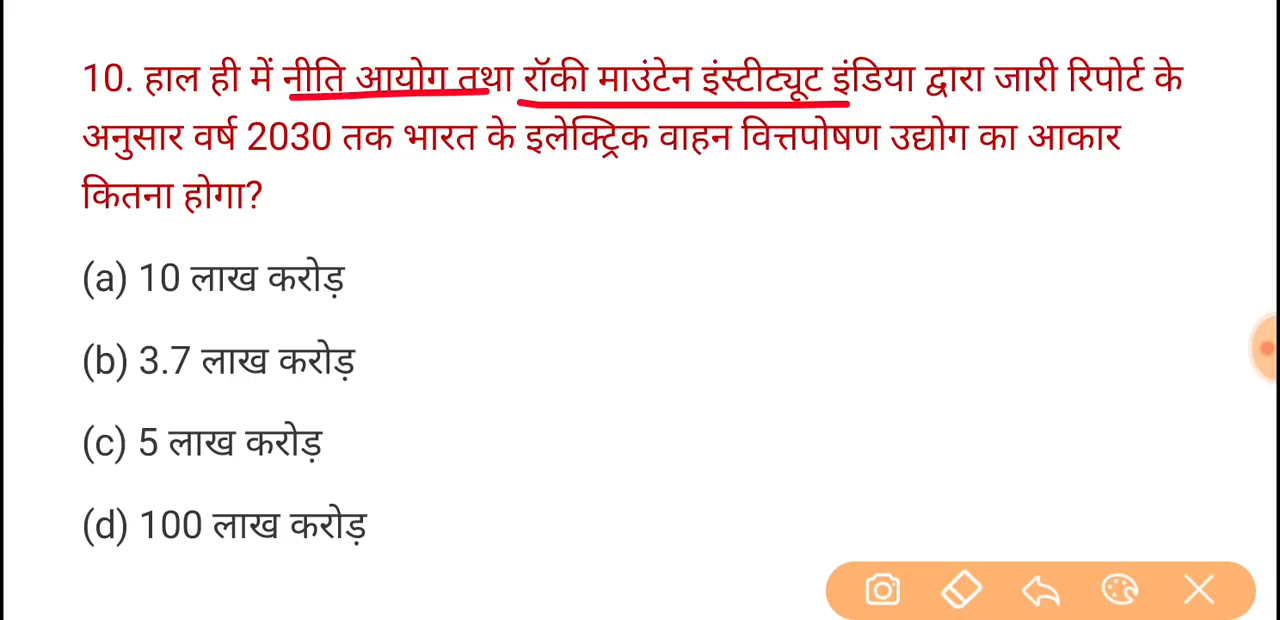 10. हाल ही में नीति आयोग तथा रॉकी माउंटेन इंस्टीट्यूट इंडिया द्वारा जारी रिपोर्ट के
अनुसार वर्ष 2030 तक भारत के इलेक्ट्रिक वाहन वित्तपोषण उद्योग का आकार
कितना होगा?
(a) 10 लाख करोड़
(b) 3.7 लाख करोड़
(c) 5 लाख करोड़
(d) 100 लाख करोड़